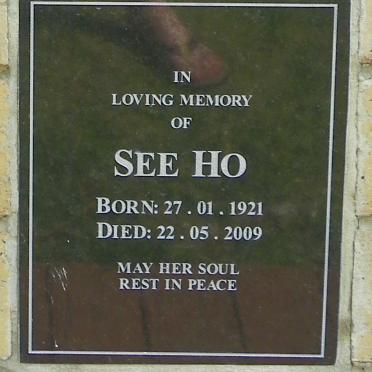 IN
LOVING MEMORY
OF
SEE HO
BORN: 27 . 01 . 1921
DIED: 22 . 05 . 2009
MAY HER SOUL
REST IN PEACE